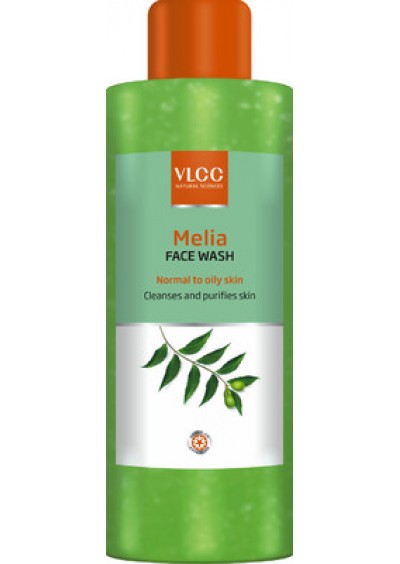 VLCC
NATURAL SCIENCES
Melia
FACE WASH
Normal to oily skin
Cleanses and purifies skin